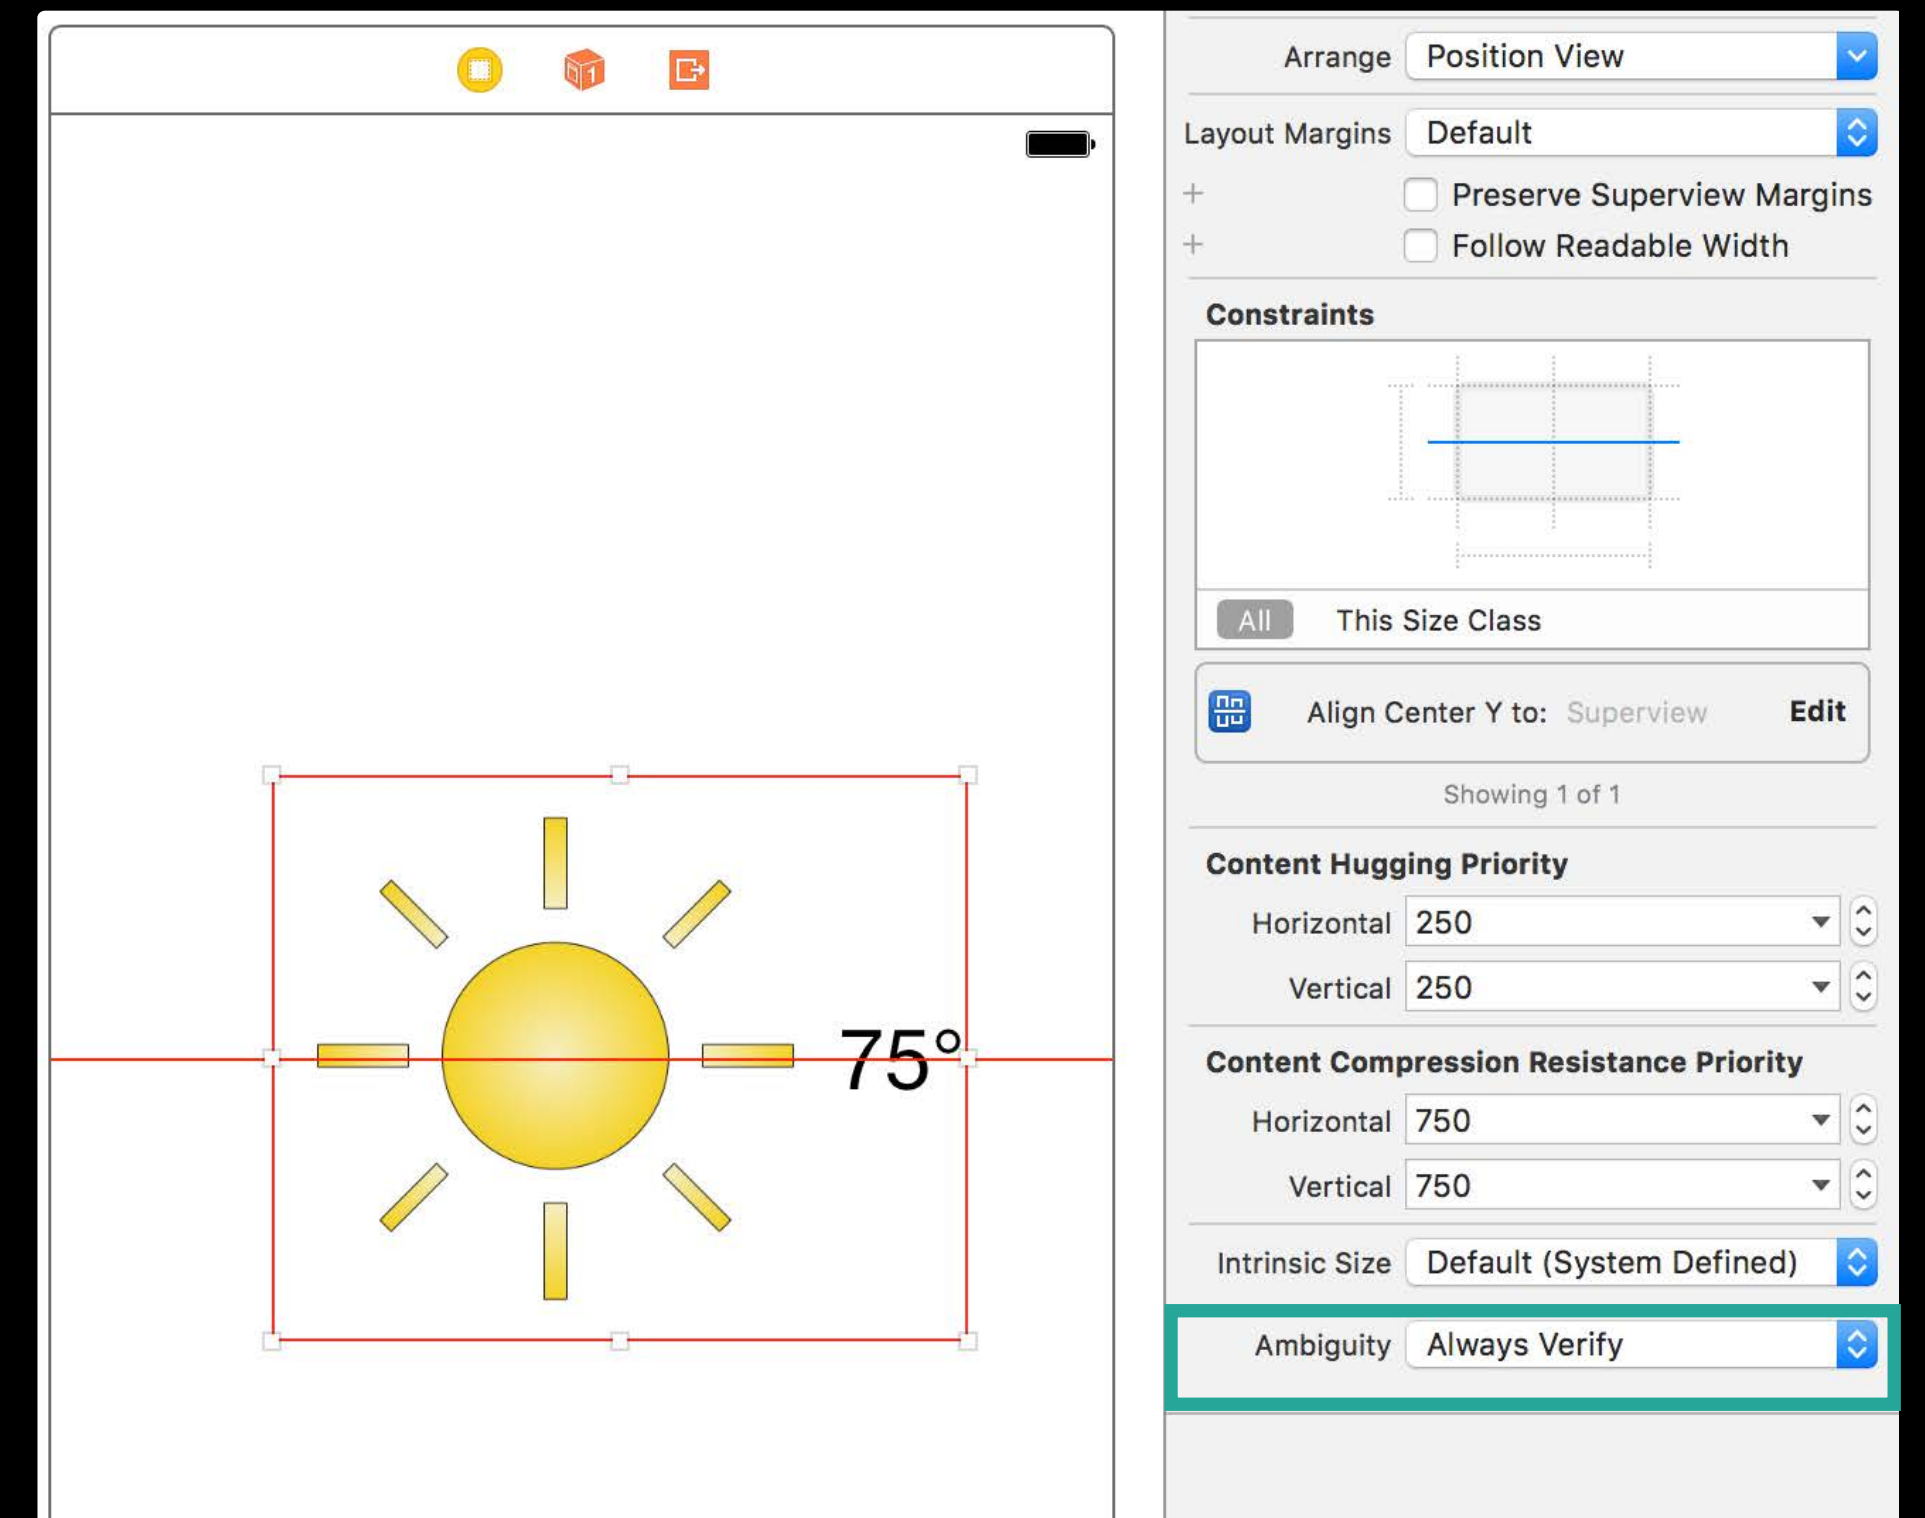 1
75°
Arrange Position View
Layout Margins Default
+ Preserve Superview Margins
+ Follow Readable Width
Constraints
All This Size Class
Align Center Y to: Superview Edit
Showing 1 of 1
Content Hugging Priority
Horizontal 250
Vertical 250
Content Compression Resistance Priority
Horizontal 750
Vertical 750
Intrinsic Size Default (System Defined)
Ambiguity Always Verify